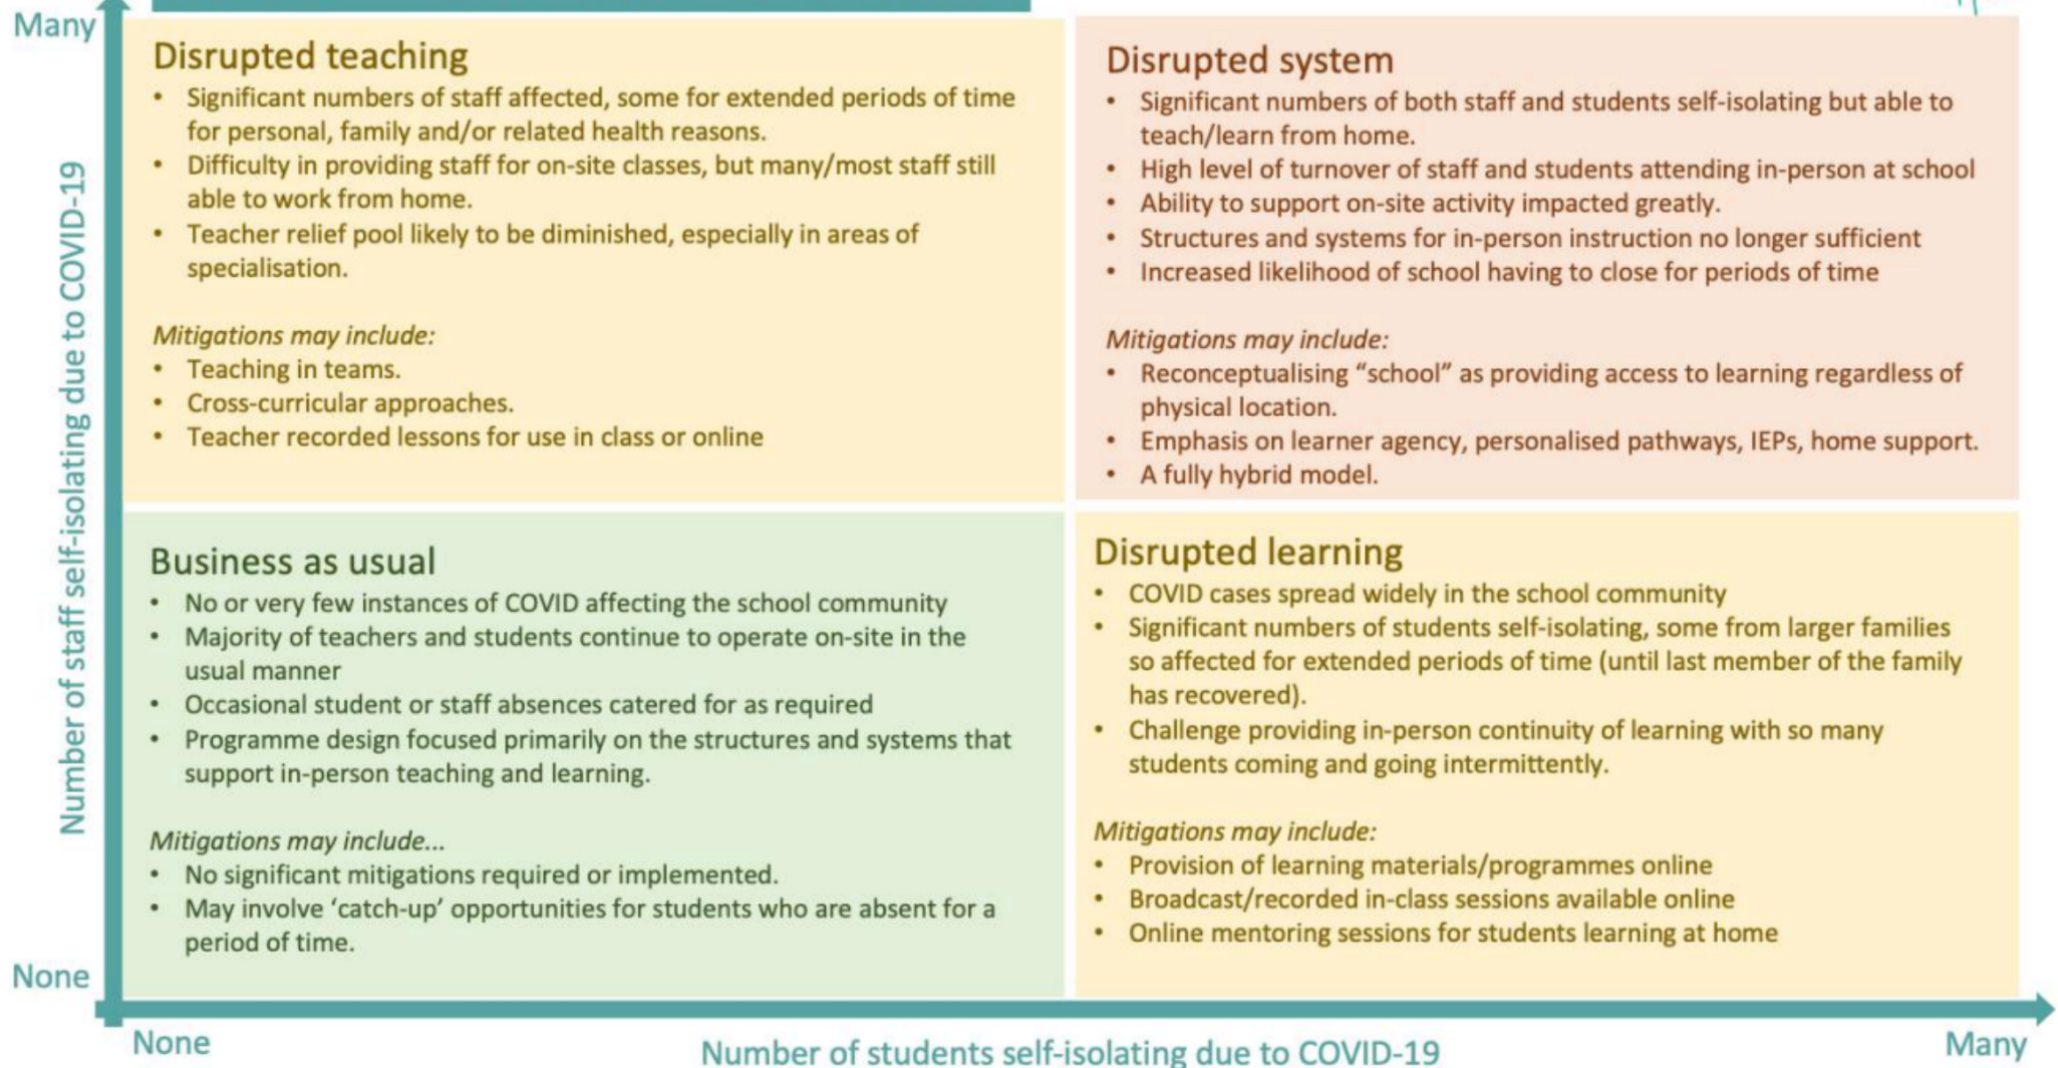 Many
Disrupted teaching
• Significant numbers of staff affected, some for extended periods of time
for personal, family and/or related health reasons.
• Difficulty in providing staff for on-site classes, but many/most staff still
able to work from home.
• Teacher relief pool likely to be diminished, especially in areas of
specialisation.
Mitigations may include:
• Teaching in teams.
• Cross-curricular approaches.
• Teacher recorded lessons for use in class or online
Disrupted system
• Significant numbers of both staff and students self-isolating but able to
teach/learn from home.
• High level of turnover of staff and students attending in-person at school
• Ability to support on-site activity impacted greatly.
• Structures and systems for in-person instruction no longer sufficient
• Increased likelihood of school having to close for periods of time
Mitigations may include:
• Reconceptualising “school” as providing access to learning regardless of
physical location.
• Emphasis on learner agency, personalised pathways, IEPs, home support.
• A fully hybrid model.
Number of staff self-isolating due to COVID-19
Business as usual
• No or very few instances of COVID affecting the school community
• Majority of teachers and students continue to operate on-site in the
usual manner
• Occasional student or staff absences catered for as required
• Programme design focused primarily on the structures and systems that
support in-person teaching and learning.
Mitigations may include...
• No significant mitigations required or implemented.
• May involve ‘catch-up’ opportunities for students who are absent for a
period of time.
Disrupted learning
• COVID cases spread widely in the school community
• Significant numbers of students self-isolating, some from larger families
so affected for extended periods of time (until last member of the family
has recovered).
• Challenge providing in-person continuity of learning with so many
students coming and going intermittently.
Mitigations may include:
• Provision of learning materials/programmes online
• Broadcast/recorded in-class sessions available online
• Online mentoring sessions for students learning at home
None
None
Number of students self-isolating due to COVID-19
Many